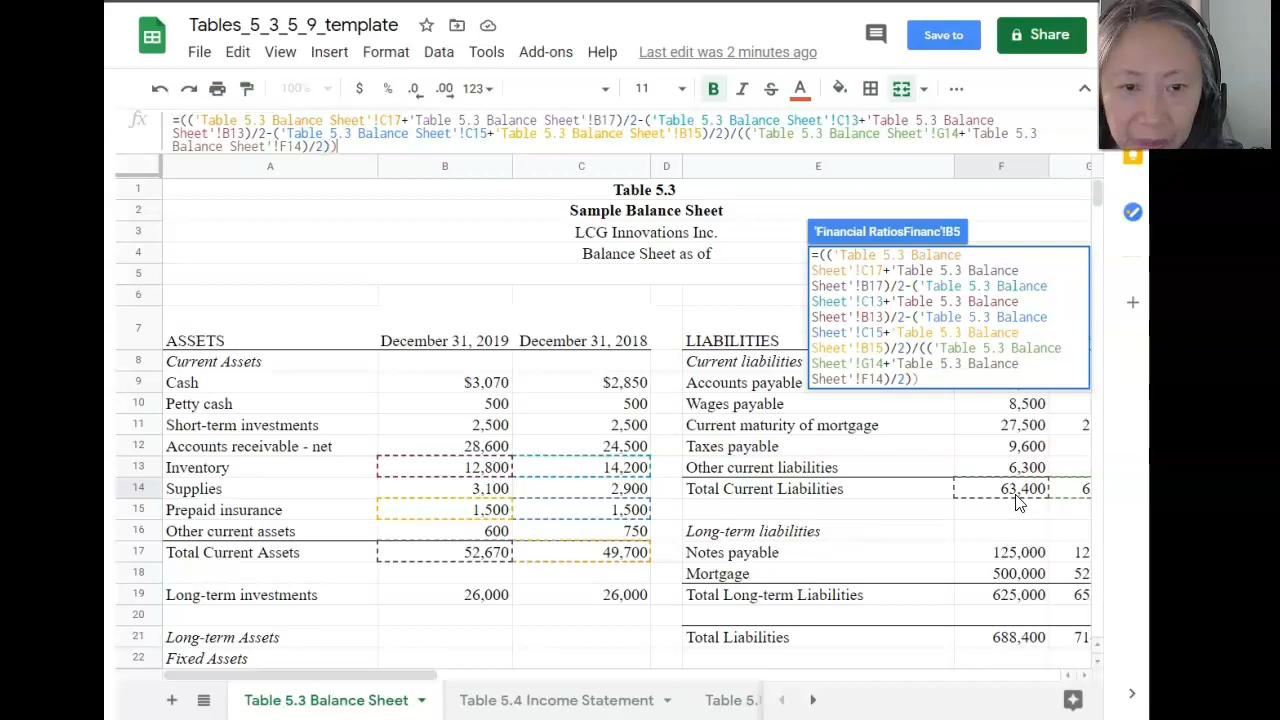 Tables_5_3_5_9_template
File Edit View Insert Format Data Tools Add-ons Help Last edit was 2 minutes ago
Save to
Share
100% $ % .0 .00 123 11 B I S A
fx
=(('Table 5.3 Balance Sheet'!C17+'Table 5.3 Balance Sheet'!B17)/2-('Table 5.3 Balance Sheet'!C13+'Table 5.3 Balance
Sheet'!B13)/2-('Table 5.3 Balance Sheet'!C15+'Table 5.3 Balance Sheet'!B15)/2)/(('Table 5.3 Balance Sheet'!G14+'Table 5.3
Balance Sheet'!F14)/2))
A B C D E F G
1 Table 5.3
2 Sample Balance Sheet
3 LCG Innovations Inc.
4 Balance Sheet as of
5
6
7 ASSETS December 31, 2019 December 31, 2018 LIABILITIES
8 Current Assets Current liabilities
9 Cash $3,070 $2,850 Accounts payable
10 Petty cash 500 500 Wages payable 8,500
11 Short-term investments 2,500 2,500 Current maturity of mortgage 27,500 2
12 Accounts receivable - net 28,600 24,500 Taxes payable 9,600
13 Inventory 12,800 14,200 Other current liabilities 6,300
14 Supplies 3,100 2,900 Total Current Liabilities 63,400 6
15 Prepaid insurance 1,500 1,500
16 Other current assets 600 750 Long-term liabilities
17 Total Current Assets 52,670 49,700 Notes payable 125,000 12
18 Mortgage 500,000 52
19 Long-term investments 26,000 26,000 Total Long-term Liabilities 625,000 65
20
21 Long-term Assets Total Liabilities 688,400 71
22 Fixed Assets
'Financial RatiosFinanc'!B5
=(('Table 5.3 Balance
Sheet'!C17+'Table 5.3 Balance
Sheet'!B17)/2-('Table 5.3 Balance
Sheet'!C13+'Table 5.3 Balance
Sheet'!B13)/2-('Table 5.3 Balance
Sheet'!C15+'Table 5.3 Balance
Sheet'!B15)/2)/(('Table 5.3 Balance
Sheet'!G14+'Table 5.3 Balance
Sheet'!F14)/2))
Table 5.3 Balance Sheet Table 5.4 Income Statement Table 5.